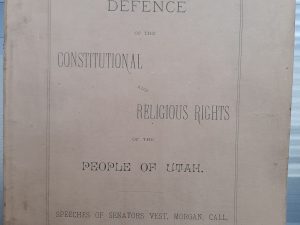 DEFENCE
OF THE
CONSTITUTIONAL
AND
RELIGIOUS RIGHTS
OF THE
PEOPLE OF UTAH.
SPEECHES OF SENATORS VEST, MORGAN, CALL,